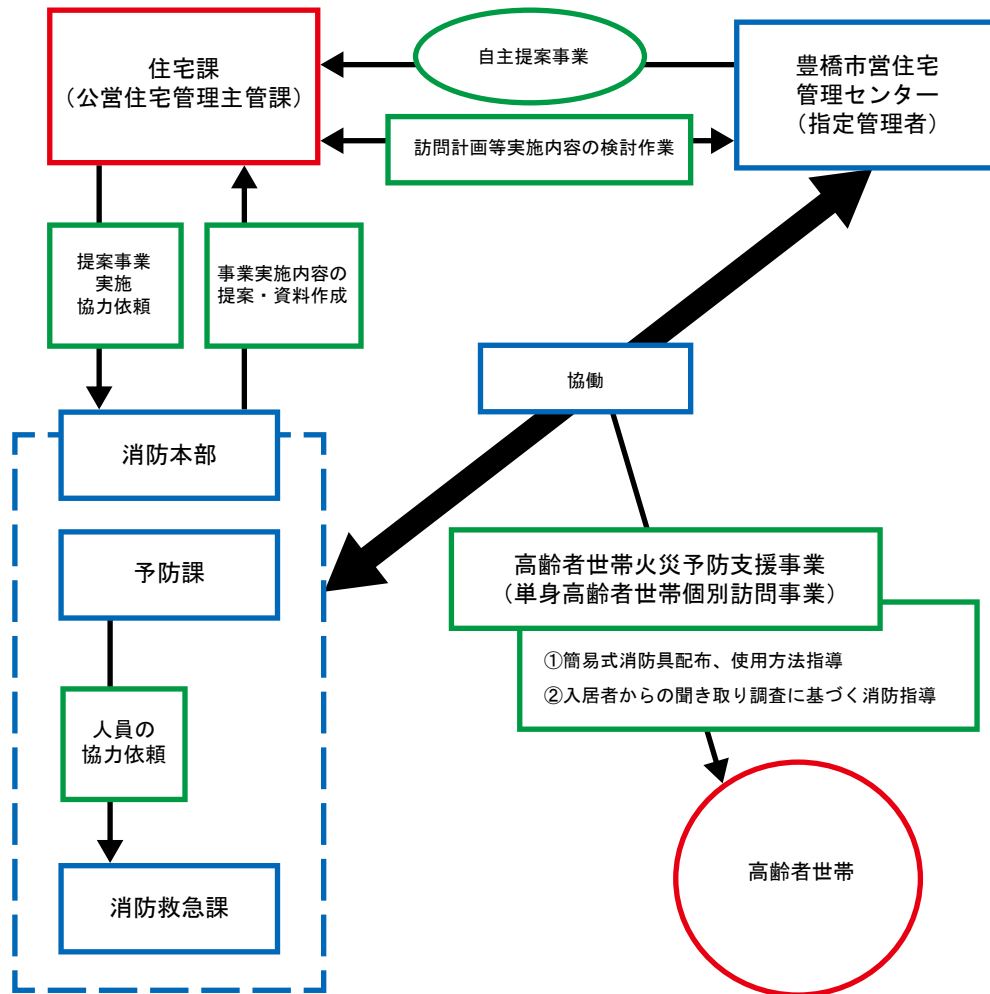 住宅課
（公営住宅管理主管課）
自主提案事業
豊橋市営住宅
管理センター
（指定管理者）
訪問計画等実施内容の検討作業
提案事業
実施
協力依頼
事業実施内容の
提案・資料作成
協働
消防本部
予防課
高齢者世帯火災予防支援事業
（単身高齢者世帯個別訪問事業）
①簡易式消防具配布、使用方法指導
②入居者からの聞き取り調査に基づく消防指導
人員の
協力依頼
消防救急課
高齢者世帯